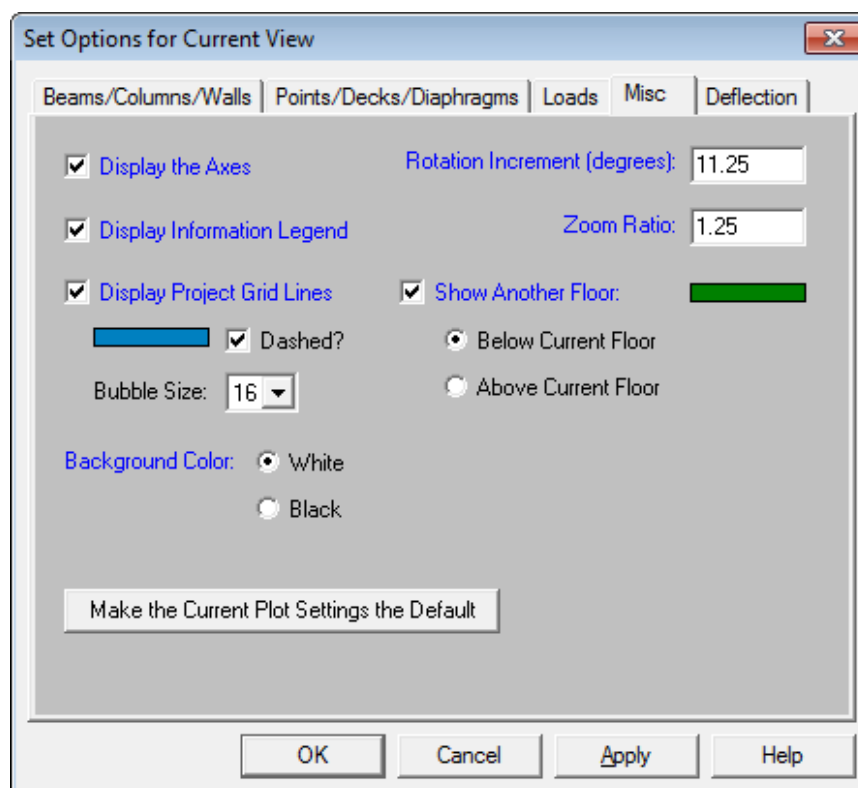 Set Options for Current View
Beams/Columns/Walls Points/Decks/Diaphragms Loads Misc Deflection
Display the Axes Rotation Increment (degrees): 11.25
Display Information Legend Zoom Ratio: 1.25
Display Project Grid Lines Show Another Floor:
Dashed? Below Current Floor
Bubble Size: 16 Above Current Floor
Background Color: White
Black
Make the Current Plot Settings the Default
OK Cancel Apply Help